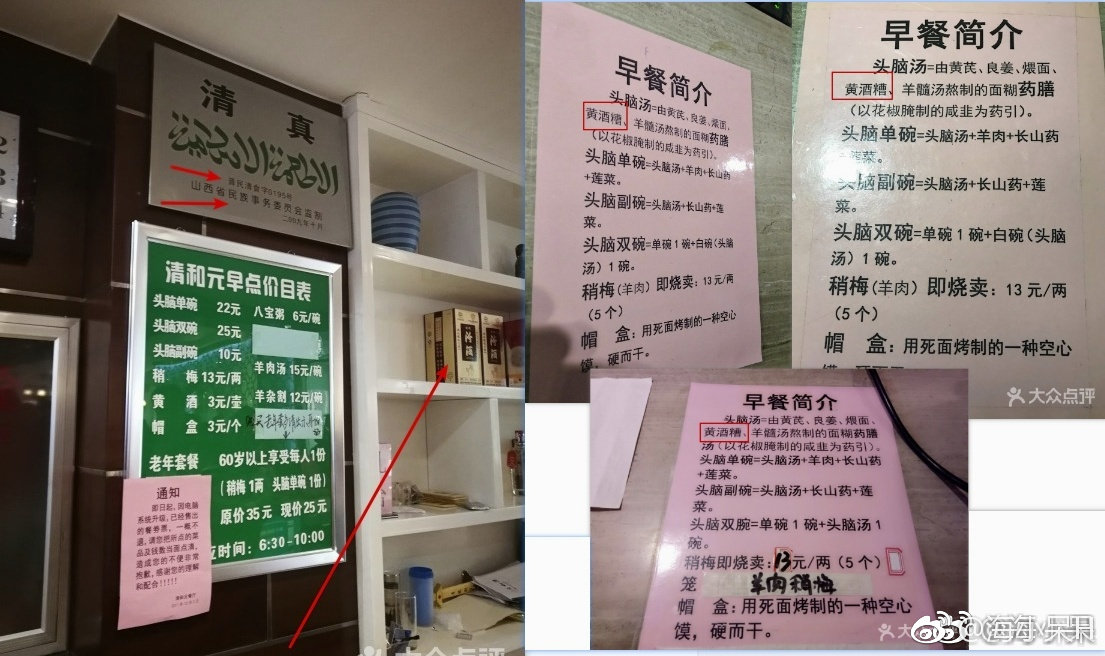 清真
晋民清食字0195号
山西省民族事务委员会监制
二00九年十月
清和元早点价目表
头脑单碗 22元 八宝粥 6元/碗
头脑双碗 25元
头脑副碗 10元 羊肉汤 15元/碗
稍 梅 13元/两 羊杂割 12元/碗
黄 酒 3元/壶
帽 盒 3元/个
老年套餐 60岁以上享受每人1份
(稍梅1两 头脑单碗1份)
原价35元 现价25元
应时间:6:30-10:00
通知
即日起,因电脑
系统升级,已经售出
的餐券票,一概不
退,请您把所点的菜
品及钱数当面点清,
造成您的不便非常
抱歉,感谢您的理解
和配合!!!!!
清和元餐厅
汾酒
大众点评
早餐简介
头脑汤=由黄芪、良姜、煨面、
黄酒糟、羊髓汤熬制的面糊药膳
(以花椒腌制的咸韭为药引)。
头脑单碗=头脑汤+羊肉+长山药
+莲菜。
头脑副碗=头脑汤+长山药+莲
菜。
头脑双碗=单碗1碗+白碗(头脑
汤)1碗。
稍梅(羊肉)即烧卖:13元/两
(5个)
帽 盒:用死面烤制的一种空心
馍,硬而干。
早餐简介
头脑汤=由黄芪、良姜、煨面、
黄酒糟、羊髓汤熬制的面糊药膳
(以花椒腌制的咸韭为药引)。
头脑单碗=头脑汤+羊肉+长山药
+莲菜。
头脑副碗=头脑汤+长山药+莲
菜。
头脑双碗=单碗1碗+白碗(头脑
汤)1碗。
稍梅(羊肉)即烧卖:13元/两
(5个)
帽 盒:用死面烤制的一种空心
大众点评
早餐简介
头脑汤=由黄芪、良姜、煨面、
黄酒糟、羊髓汤熬制的面糊药膳
汤(以花椒腌制的咸韭为药引)。
头脑单碗=头脑汤+羊肉+长山药
+莲菜。
头脑副碗=头脑汤+长山药+莲
菜。
头脑双腕=单碗1碗+头脑汤1
碗。
稍梅即烧卖:13元/两(5个)
笼 羊肉稍梅
帽 盒:用死面烤制的一种空心
馍,硬而干。